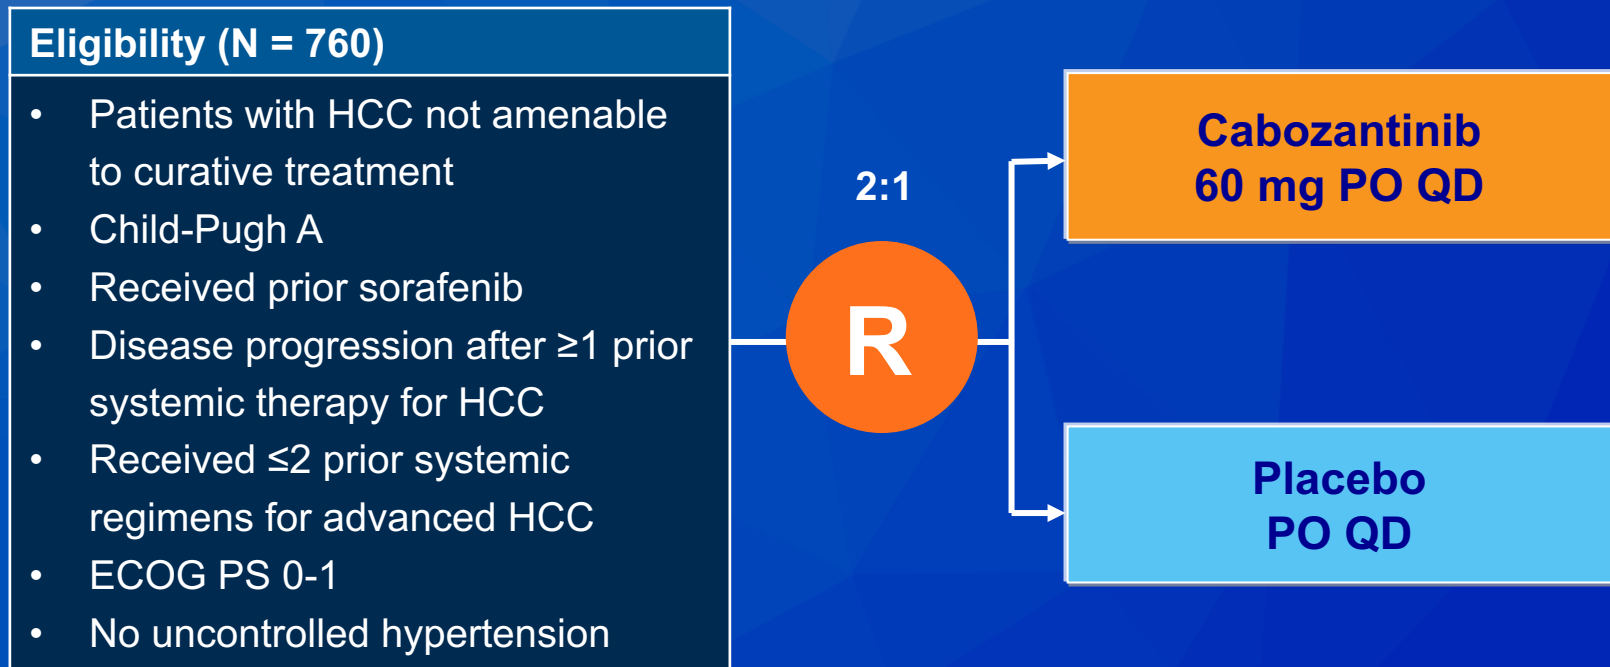 Eligibility (N = 760)
• Patients with HCC not amenable
to curative treatment
• Child-Pugh A
• Received prior sorafenib
• Disease progression after ≥1 prior
systemic therapy for HCC
• Received ≤2 prior systemic
regimens for advanced HCC
• ECOG PS 0-1
• No uncontrolled hypertension
2:1
R
Cabozantinib
60 mg PO QD
Placebo
PO QD